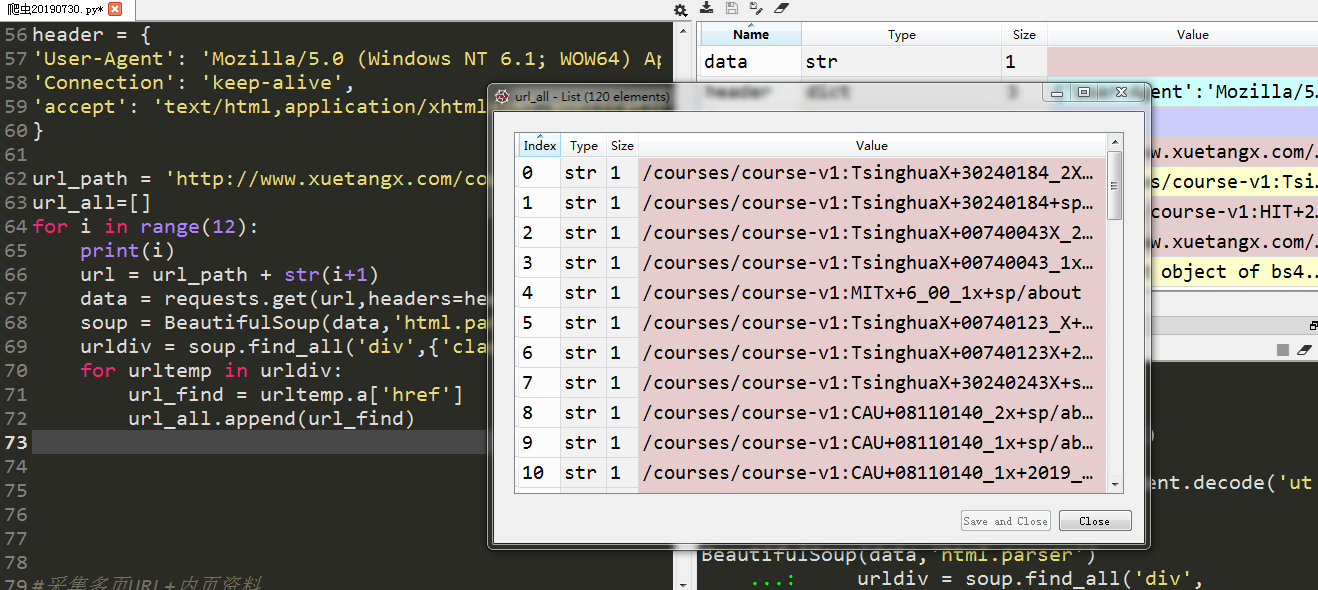 爬虫20190730.py*
56 header = {
57 'User-Agent': 'Mozilla/5.0 (Windows NT 6.1; WOW64) Ap
58 'Connection': 'keep-alive',
59 'accept': 'text/html,application/xhtml
60 }
61
62 url_path = 'http://www.xuetangx.com/co
63 url_all=[]
64 for i in range(12):
65 print(i)
66 url = url_path + str(i+1)
67 data = requests.get(url,headers=he
68 soup = BeautifulSoup(data,'html.pa
69 urldiv = soup.find_all('div',{'cla
70 for urltemp in urldiv:
71 url_find = urltemp.a['href']
72 url_all.append(url_find)
73
74
75
76
77
78
79 #采集多页URL+内页资料
Name Type Size Value
data str 1
header dict 3 ent':'Mozilla/5…
w.xuetangx.com/…
s/course-v1:Tsi…
course-v1:HIT+2…
w.xuetangx.com/…
object of bs4…
url_all - List (120 elements)
Index Type Size Value
0 str 1 /courses/course-v1:TsinghuaX+30240184_2X…
1 str 1 /courses/course-v1:TsinghuaX+30240184+sp…
2 str 1 /courses/course-v1:TsinghuaX+00740043X_2…
3 str 1 /courses/course-v1:TsinghuaX+00740043_1x…
4 str 1 /courses/course-v1:MITx+6_00_1x+sp/about
5 str 1 /courses/course-v1:TsinghuaX+00740123_X+…
6 str 1 /courses/course-v1:TsinghuaX+00740123X+2…
7 str 1 /courses/course-v1:TsinghuaX+30240243X+s…
8 str 1 /courses/course-v1:CAU+08110140_2x+sp/ab…
9 str 1 /courses/course-v1:CAU+08110140_1x+sp/ab…
10 str 1 /courses/course-v1:CAU+08110140_1x+2019_…
Save and Close Close
ent.decode('ut
BeautifulSoup(data,'html.parser')
...: urldiv = soup.find_all('div',